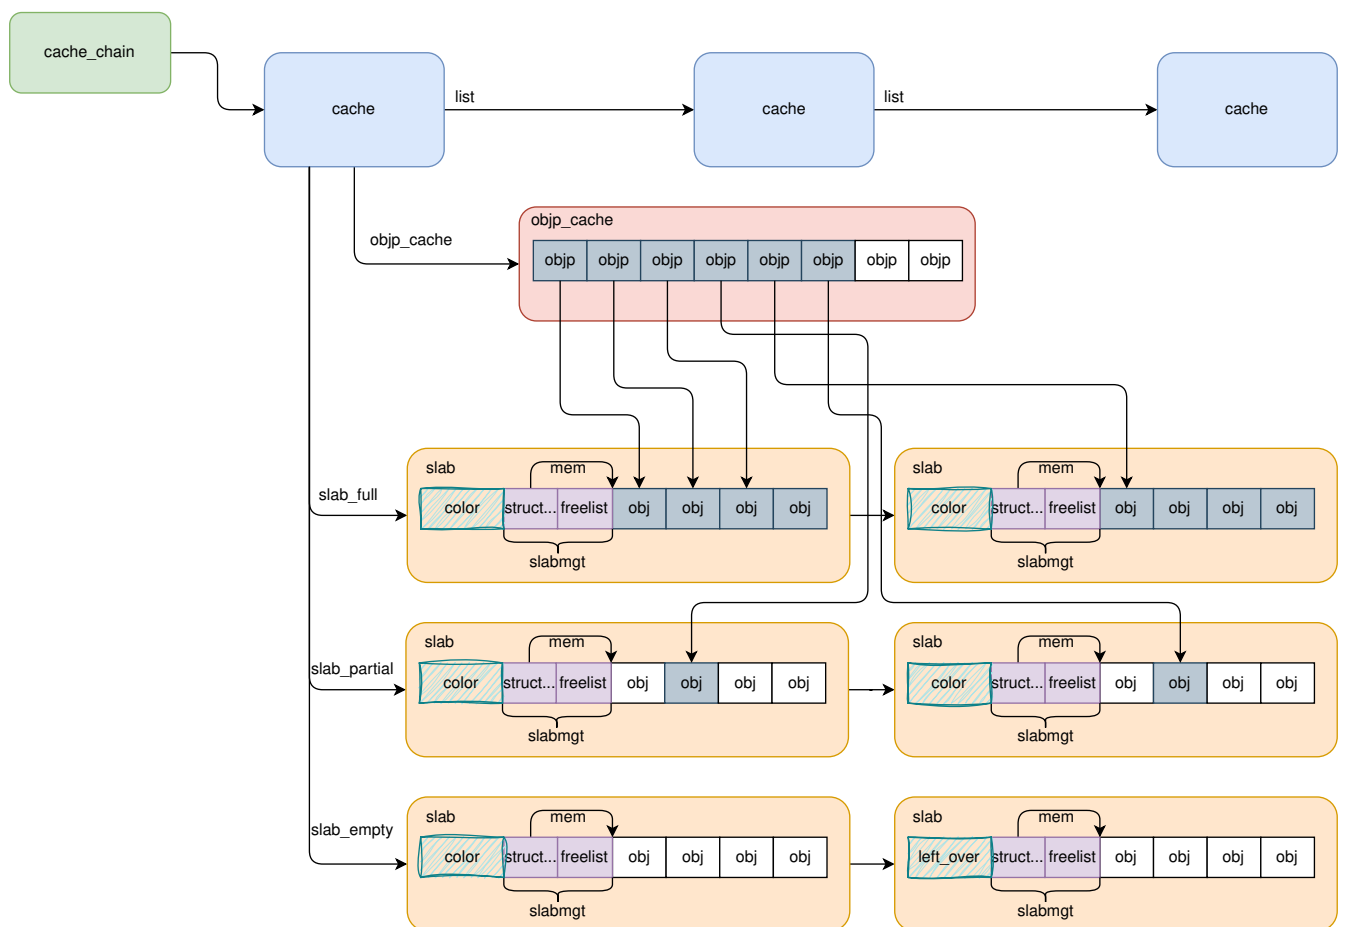 cache_chain
cache
list
cache
list
cache
objp_cache
objp_cache
objp objp objp objp objp objp objp objp
slab_full
slab
mem
color struct... freelist obj obj obj obj
slabmgt
slab
mem
color struct... freelist obj obj obj obj
slabmgt
slab_partial
slab
mem
color struct... freelist obj obj obj obj
slabmgt
slab
mem
color struct... freelist obj obj obj obj
slabmgt
slab_empty
slab
mem
color struct... freelist obj obj obj obj
slabmgt
slab
mem
left_over struct... freelist obj obj obj obj
slabmgt